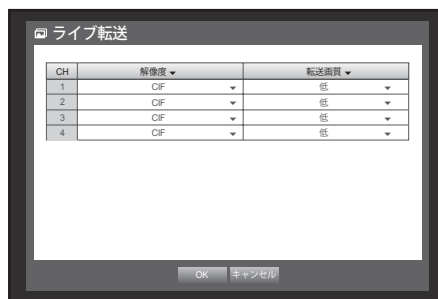 ライブ転送
CH 解像度 転送画質
1 CIF 低
2 CIF 低
3 CIF 低
4 CIF 低
OK キャンセル